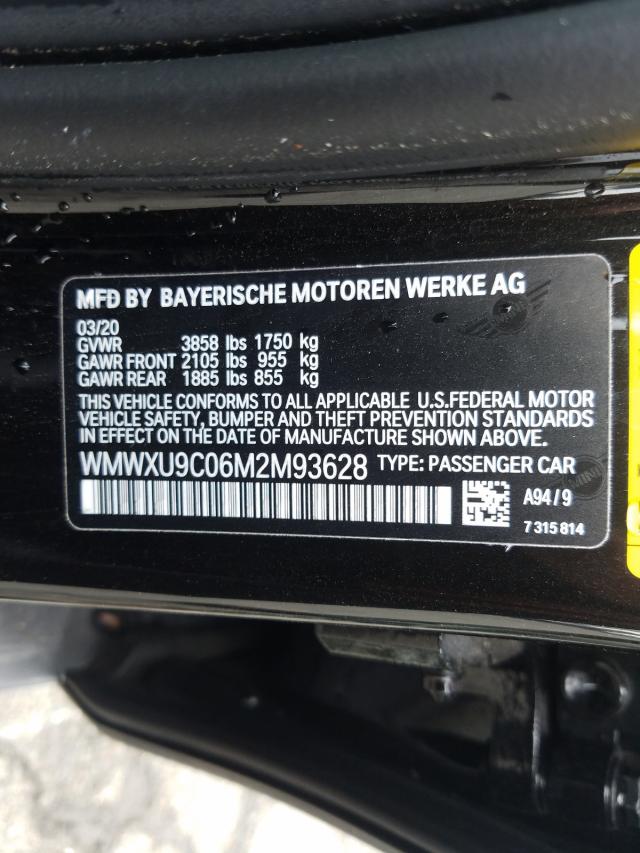 MFD BY BAYERISCHE MOTOREN WERKE AG
03/20
GVWR 3858 lbs 1750 kg
GAWR FRONT 2105 lbs 955 kg
GAWR REAR 1885 lbs 855 kg
THIS VEHICLE CONFORMS TO ALL APPLICABLE U.S.FEDERAL MOTOR
VEHICLE SAFETY, BUMPER AND THEFT PREVENTION STANDARDS
IN EFFECT ON THE DATE OF MANUFACTURE SHOWN ABOVE.
WMWXU9C06M2M93628 TYPE: PASSENGER CAR
A94/9
7 315 814